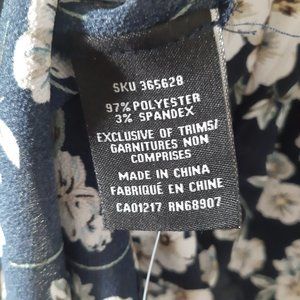 SKU 365628
97% POLYESTER
3% SPANDEX
EXCLUSIVE OF TRIMS/
GARNITURES NON
COMPRISES
MADE IN CHINA
FABRIQUÉ EN CHINE
CA01217 RN68907